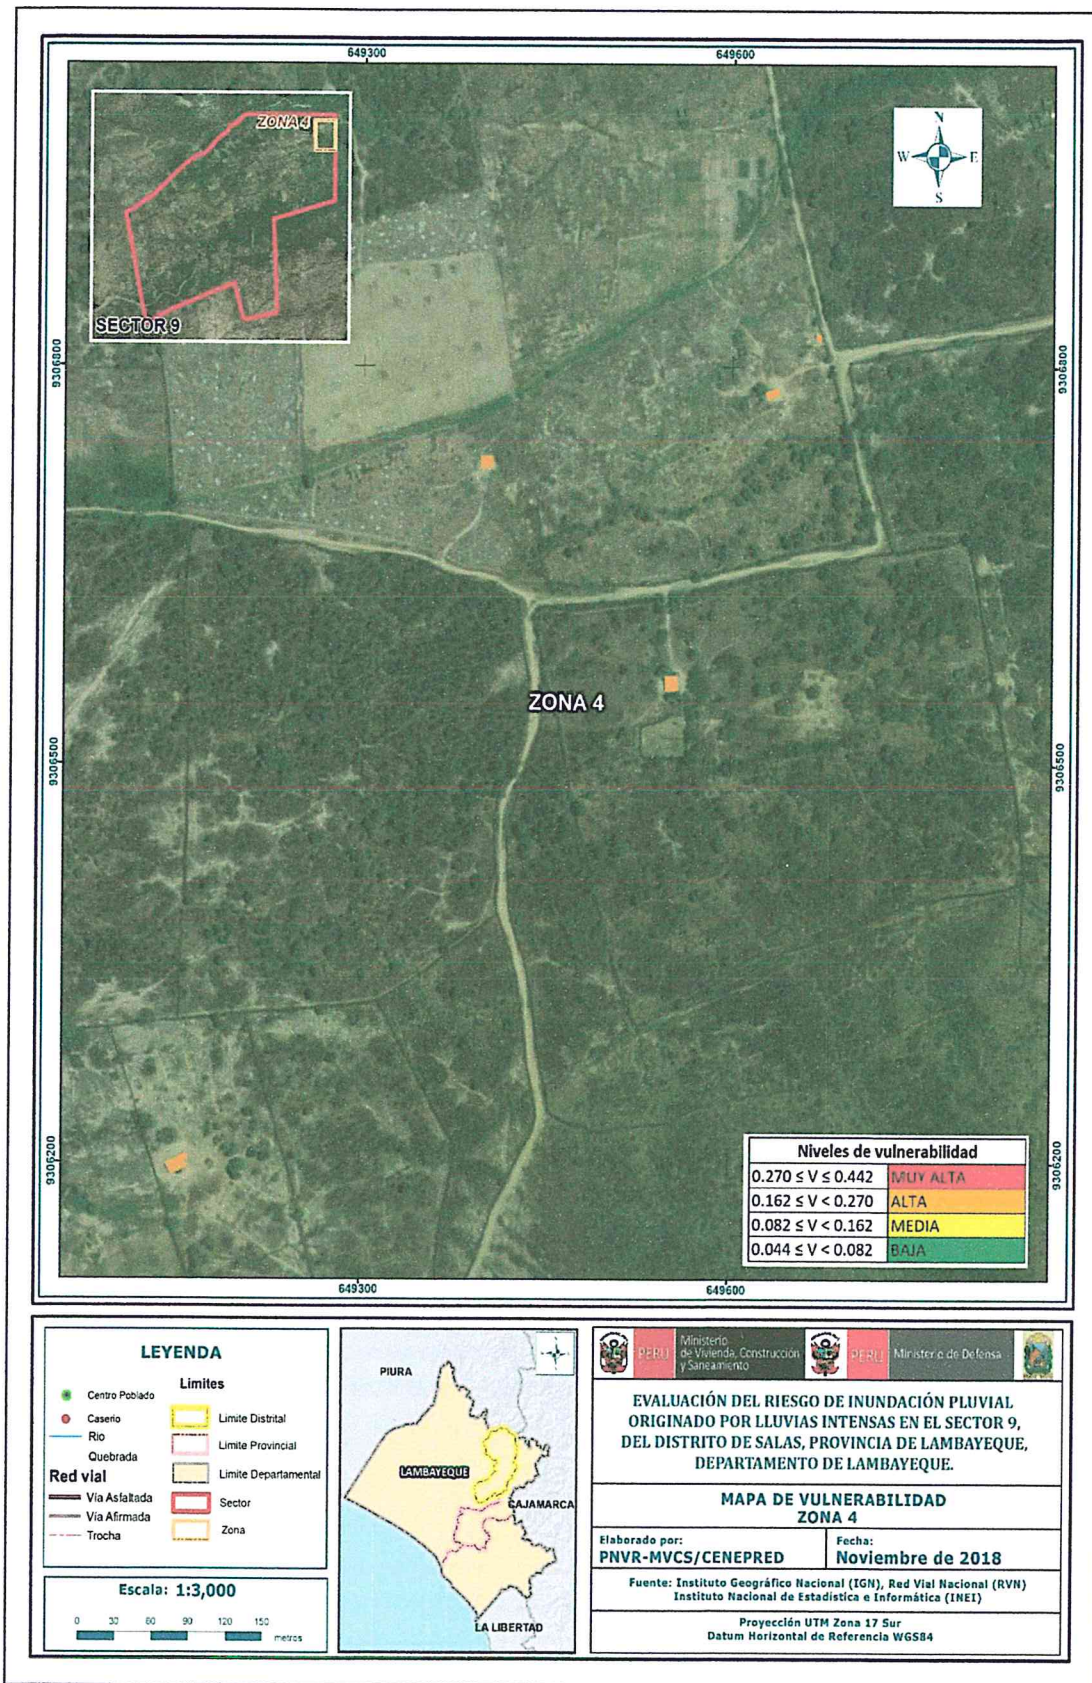 649300
649600
ZONA 4
SECTOR 9
N
W E
S
9306800
9306800
ZONA 4
9306500
9306500
9306200
9306200
Niveles de vulnerabilidad
0.270 ≤ V ≤ 0.442 MUY ALTA
0.162 ≤ V < 0.270 ALTA
0.082 ≤ V < 0.162 MEDIA
0.044 ≤ V < 0.082 BAJA
649300
649600
LEYENDA
Centro Poblado
Caserio
Rio
Quebrada
Red vial
Vía Asfaltada
Vía Afirmada
Trocha
Limites
Limite Distrital
Limite Provincial
Limite Departamental
Sector
Zona
Escala: 1:3,000
0 30 60 90 120 150
metros
PIURA
LAMBAYEQUE
CAJAMARCA
LA LIBERTAD
PERÚ
Ministerio
de Vivienda, Construcción
y Saneamiento
PERÚ
Ministerio de Defensa
EVALUACIÓN DEL RIESGO DE INUNDACIÓN PLUVIAL
ORIGINADO POR LLUVIAS INTENSAS EN EL SECTOR 9,
DEL DISTRITO DE SALAS, PROVINCIA DE LAMBAYEQUE,
DEPARTAMENTO DE LAMBAYEQUE.
MAPA DE VULNERABILIDAD
ZONA 4
Elaborado por:
PNVR-MVCS/CENEPRED
Fecha:
Noviembre de 2018
Fuente: Instituto Geográfico Nacional (IGN), Red Vial Nacional (RVN)
Instituto Nacional de Estadística e Informática (INEI)
Proyección UTM Zona 17 Sur
Datum Horizontal de Referencia WGS84